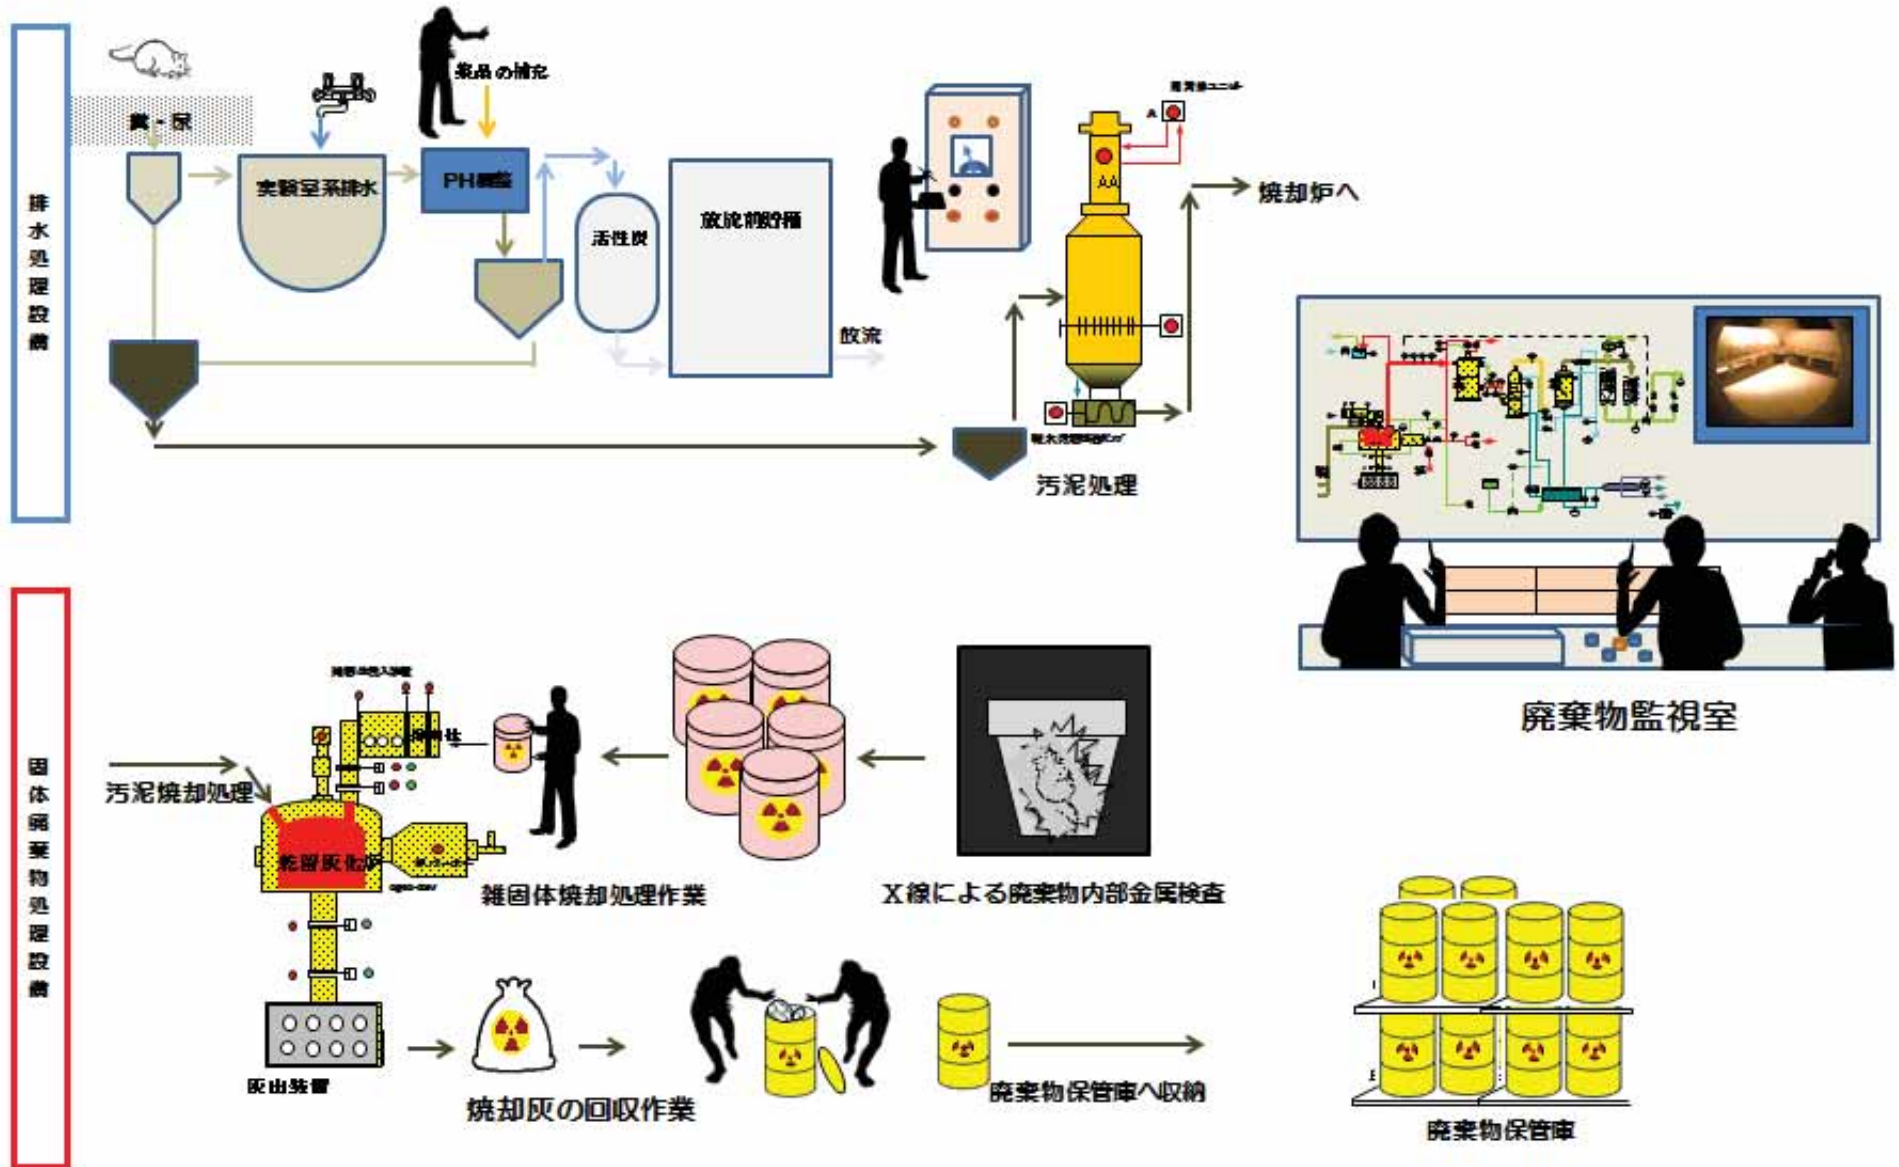 排水処理設備
糞・尿
薬品の補充
実験室系排水
PH調整
活性炭
放流前貯槽
放流
焼却炉へ
汚泥処理
廃棄物監視室
固体廃棄物処理設備
汚泥焼却処理
乾留灰化炉
雑固体焼却処理作業
X線による廃棄物内部金属検査
灰出装置
焼却灰の回収作業
廃棄物保管庫へ収納
廃棄物保管庫